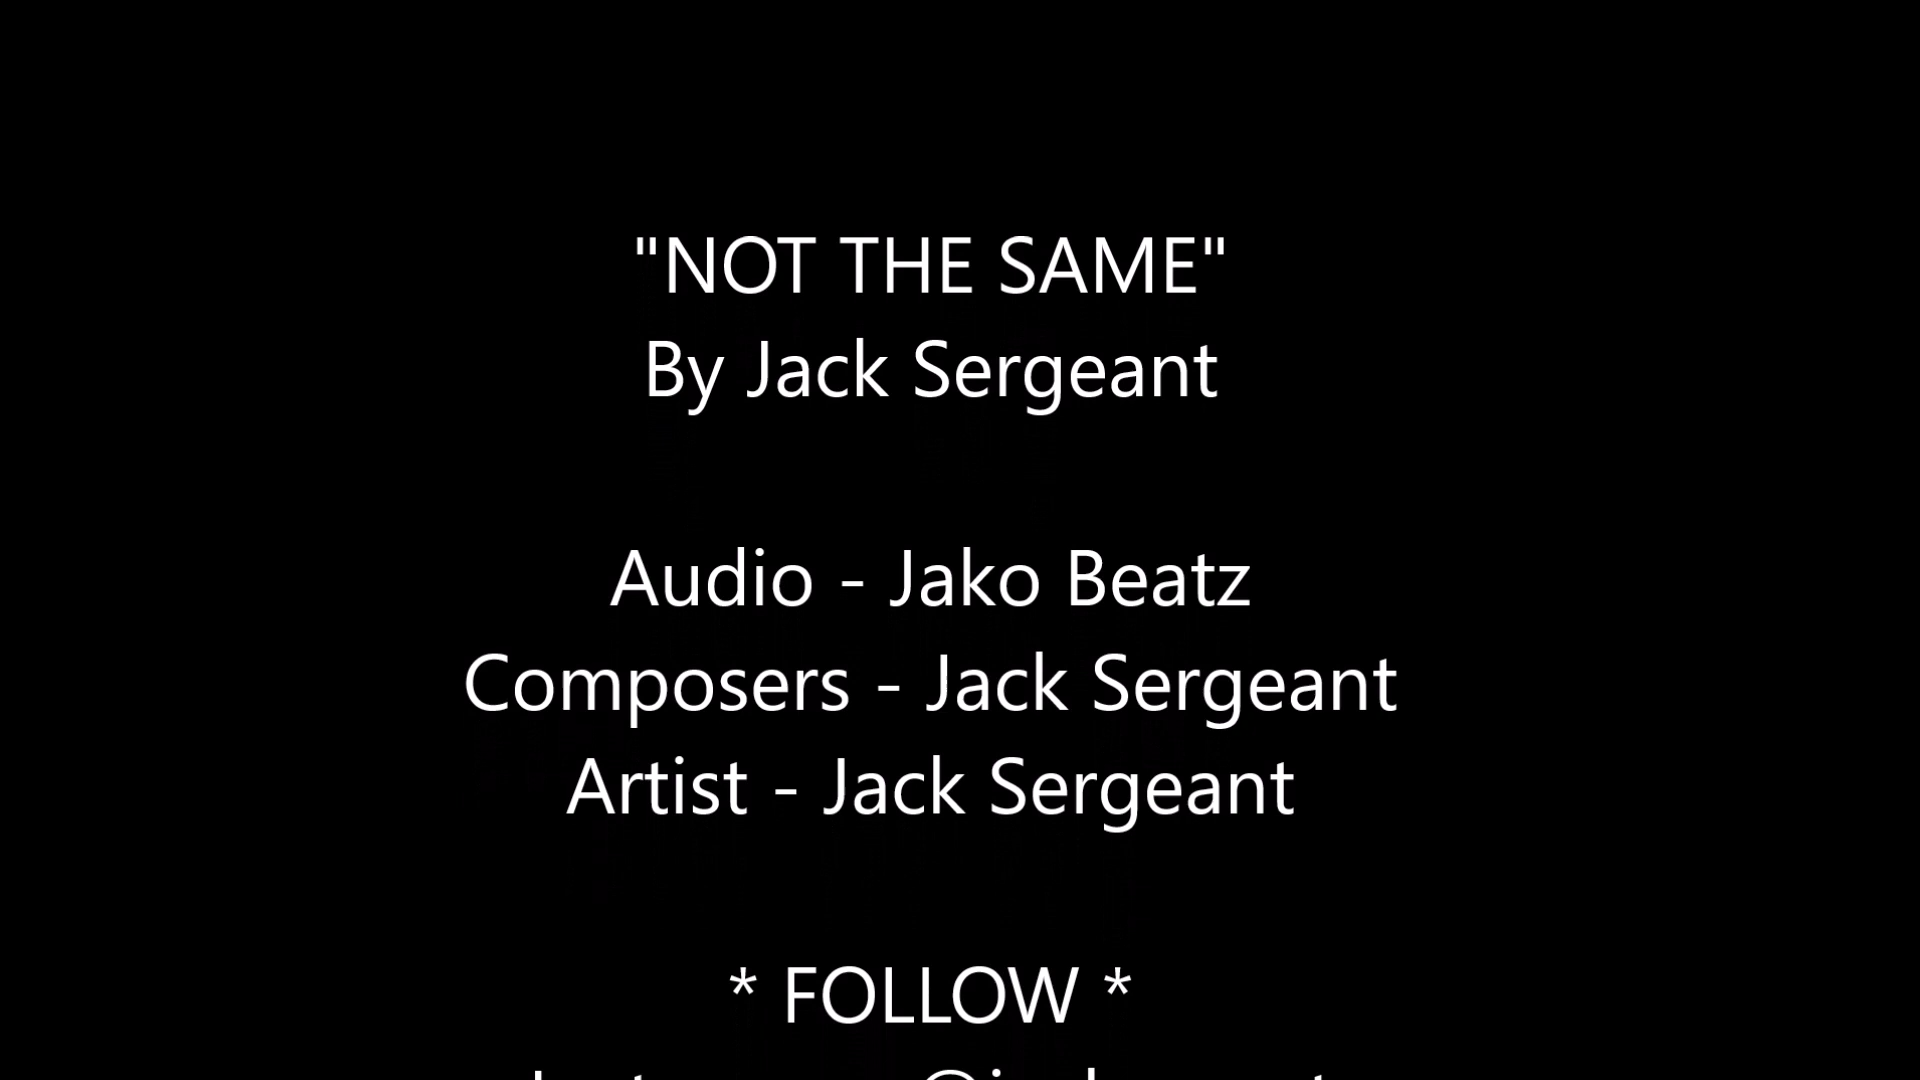 "NOT THE SAME"
By Jack Sergeant
Audio - Jako Beatz
Composers - Jack Sergeant
Artist - Jack Sergeant
* FOLLOW *